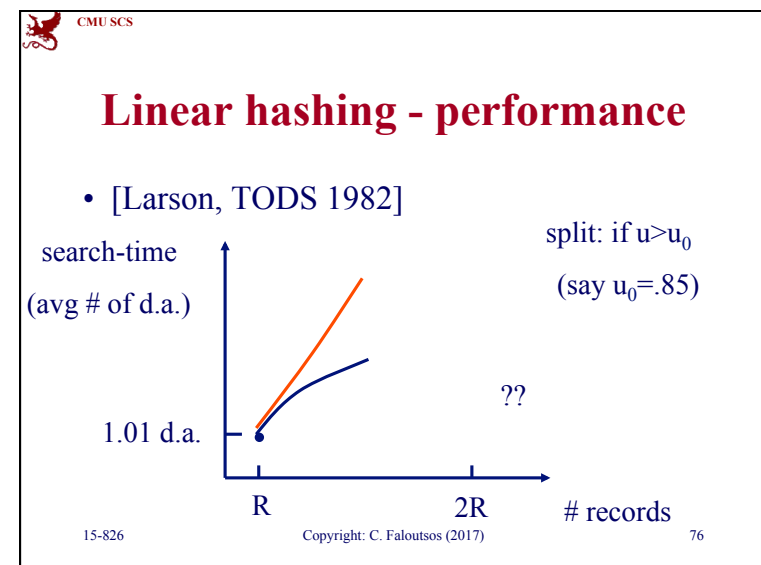 CMU SCS
Linear hashing - performance
• [Larson, TODS 1982]
search-time
(avg # of d.a.)
split: if u>u₀
(say u₀=.85)
??
1.01 d.a.
R
2R
# records
15-826
Copyright: C. Faloutsos (2017)
76